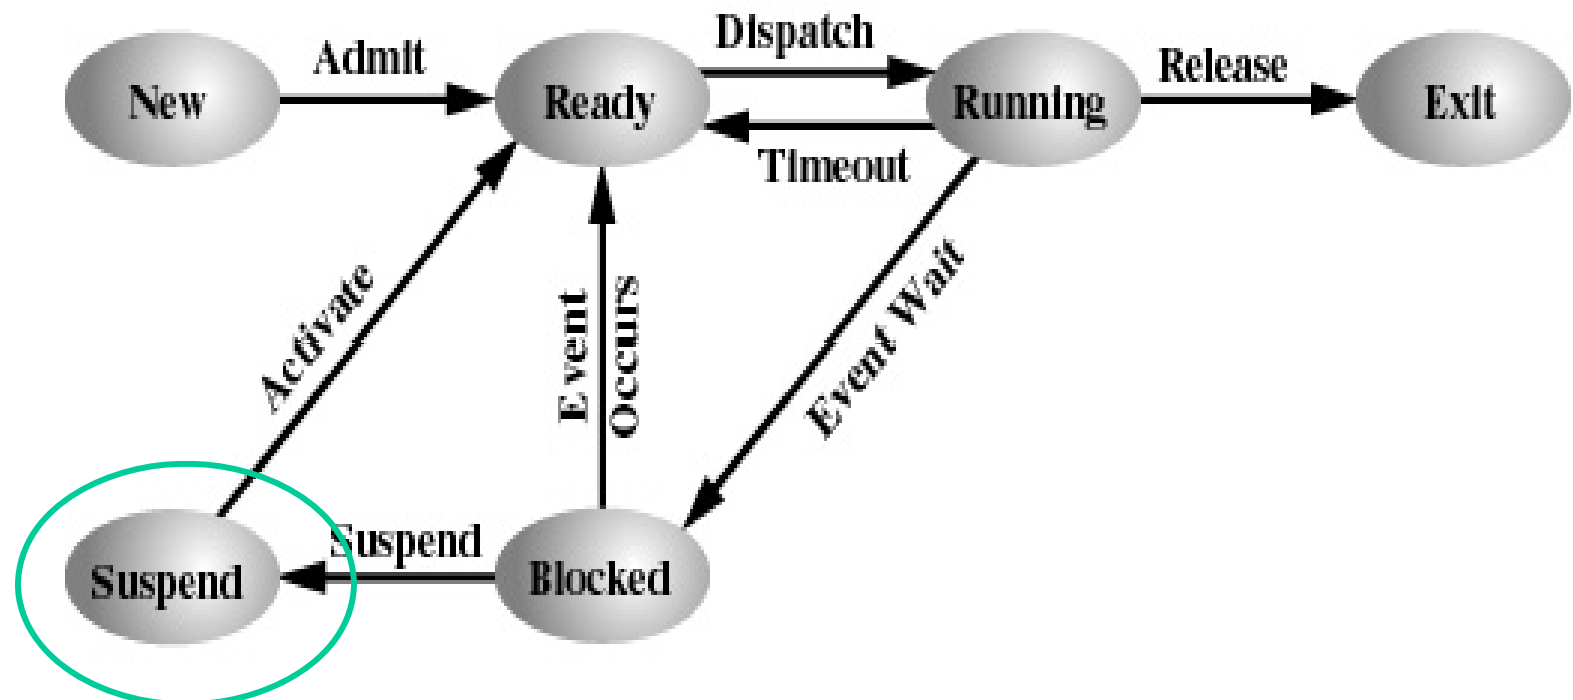 Dispatch
Admit
Release
New
Ready
Running
Exit
Timeout
Activate
Event
Occurs
Event Wait
Suspend
Suspend
Blocked